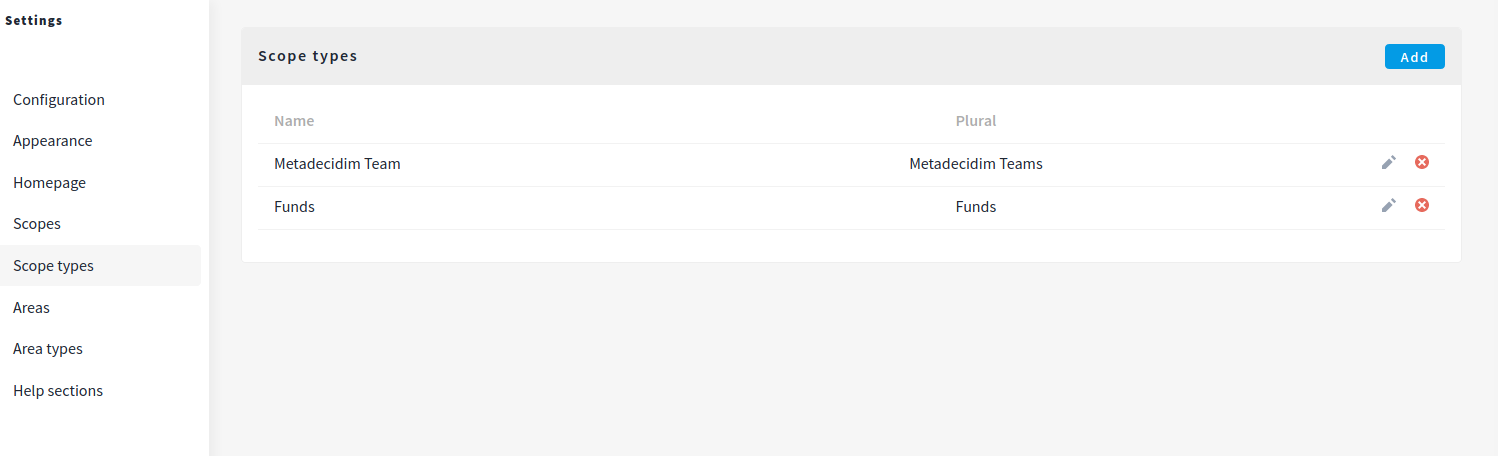 Settings
Configuration
Appearance
Homepage
Scopes
Scope types
Areas
Area types
Help sections
Scope types Add
Name Plural
Metadecidim Team Metadecidim Teams
Funds Funds